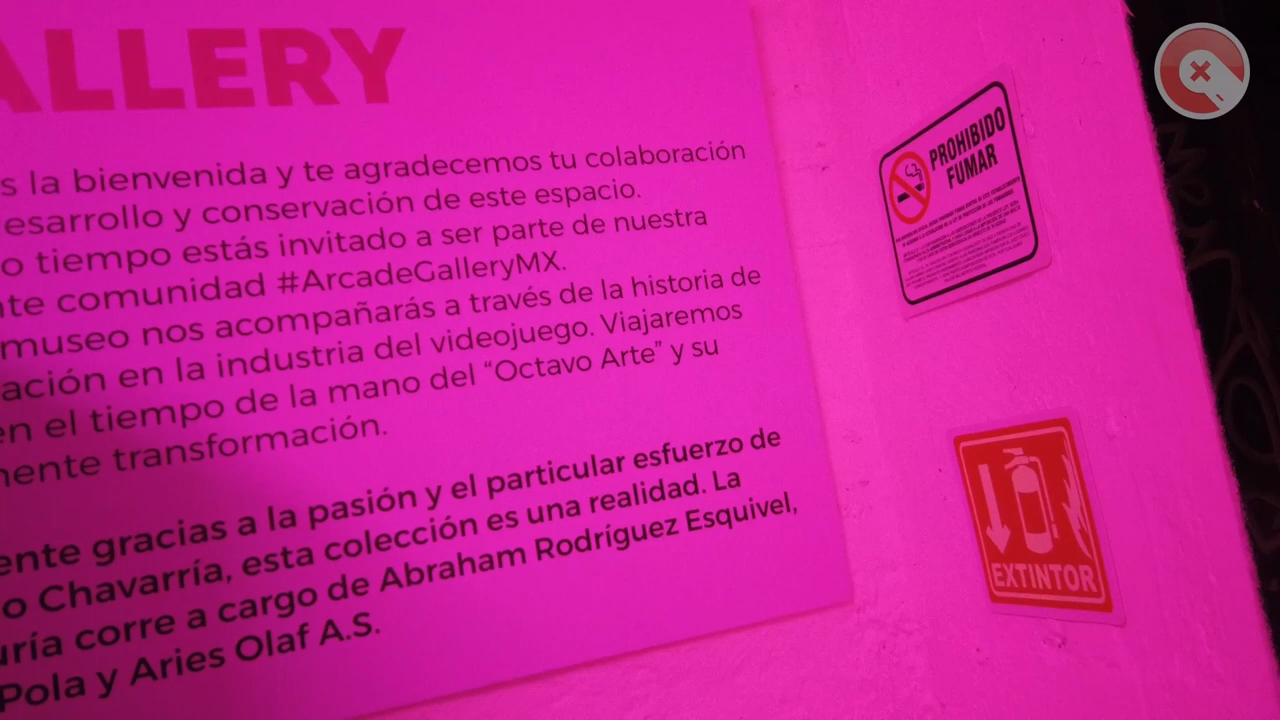 ALLERY
s la bienvenida y te agradecemos tu colaboración
esarrollo y conservación de este espacio.
o tiempo estás invitado a ser parte de nuestra
nte comunidad #ArcadeGalleryMX.
museo nos acompañarás a través de la historia de
ación en la industria del videojuego. Viajaremos
en el tiempo de la mano del “Octavo Arte” y su
mente transformación.
ente gracias a la pasión y el particular esfuerzo de
o Chavarría, esta colección es una realidad. La
uría corre a cargo de Abraham Rodríguez Esquivel,
Pola y Aries Olaf A.S.
PROHIBIDO
FUMAR
EXTINTOR